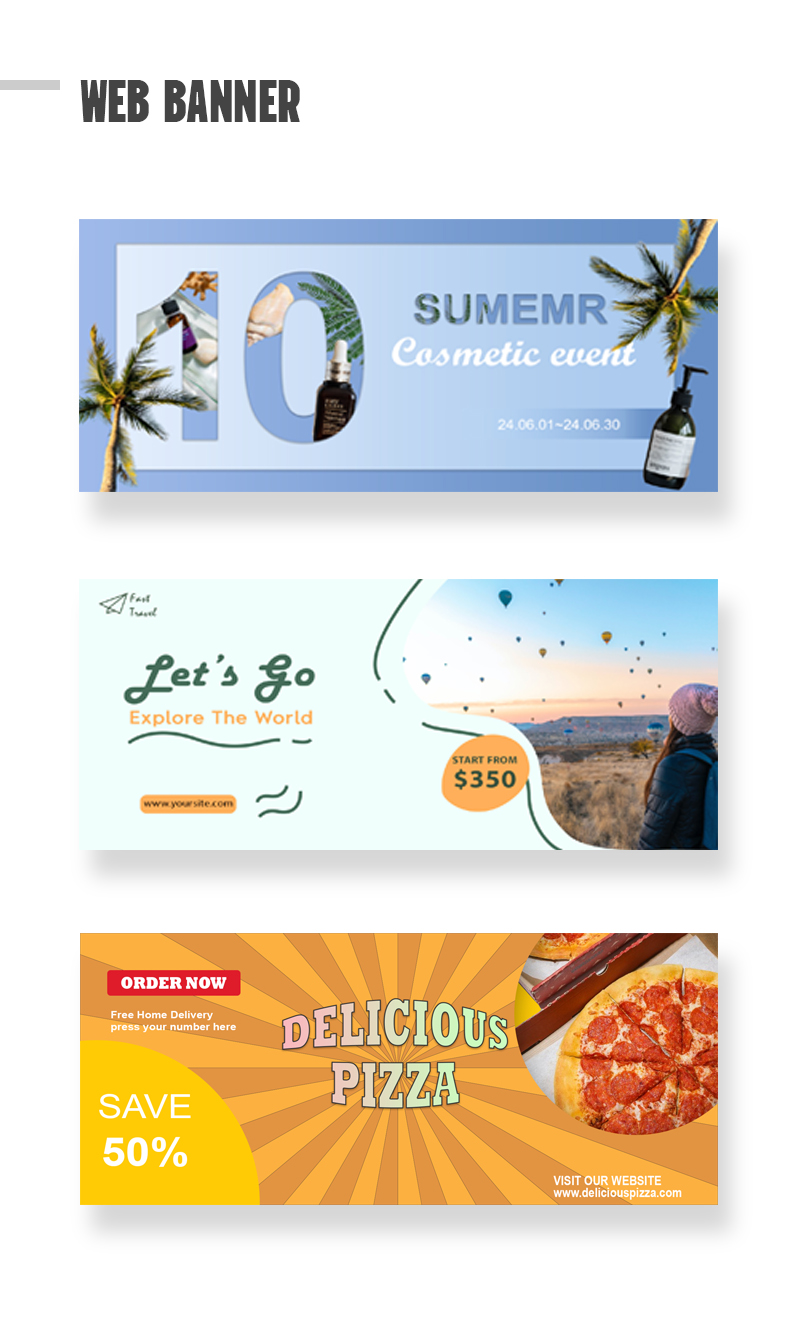 WEB BANNER
10
SUMEMR
Cosmetic event
24.06.01~24.06.30
Fast
Travel
Let's Go
Explore The World
www.yoursite.com
START FROM
$350
ORDER NOW
Free Home Delivery
press your number here
DELICIOUS
PIZZA
SAVE
50%
VISIT OUR WEBSITE
www.deliciouspizza.com